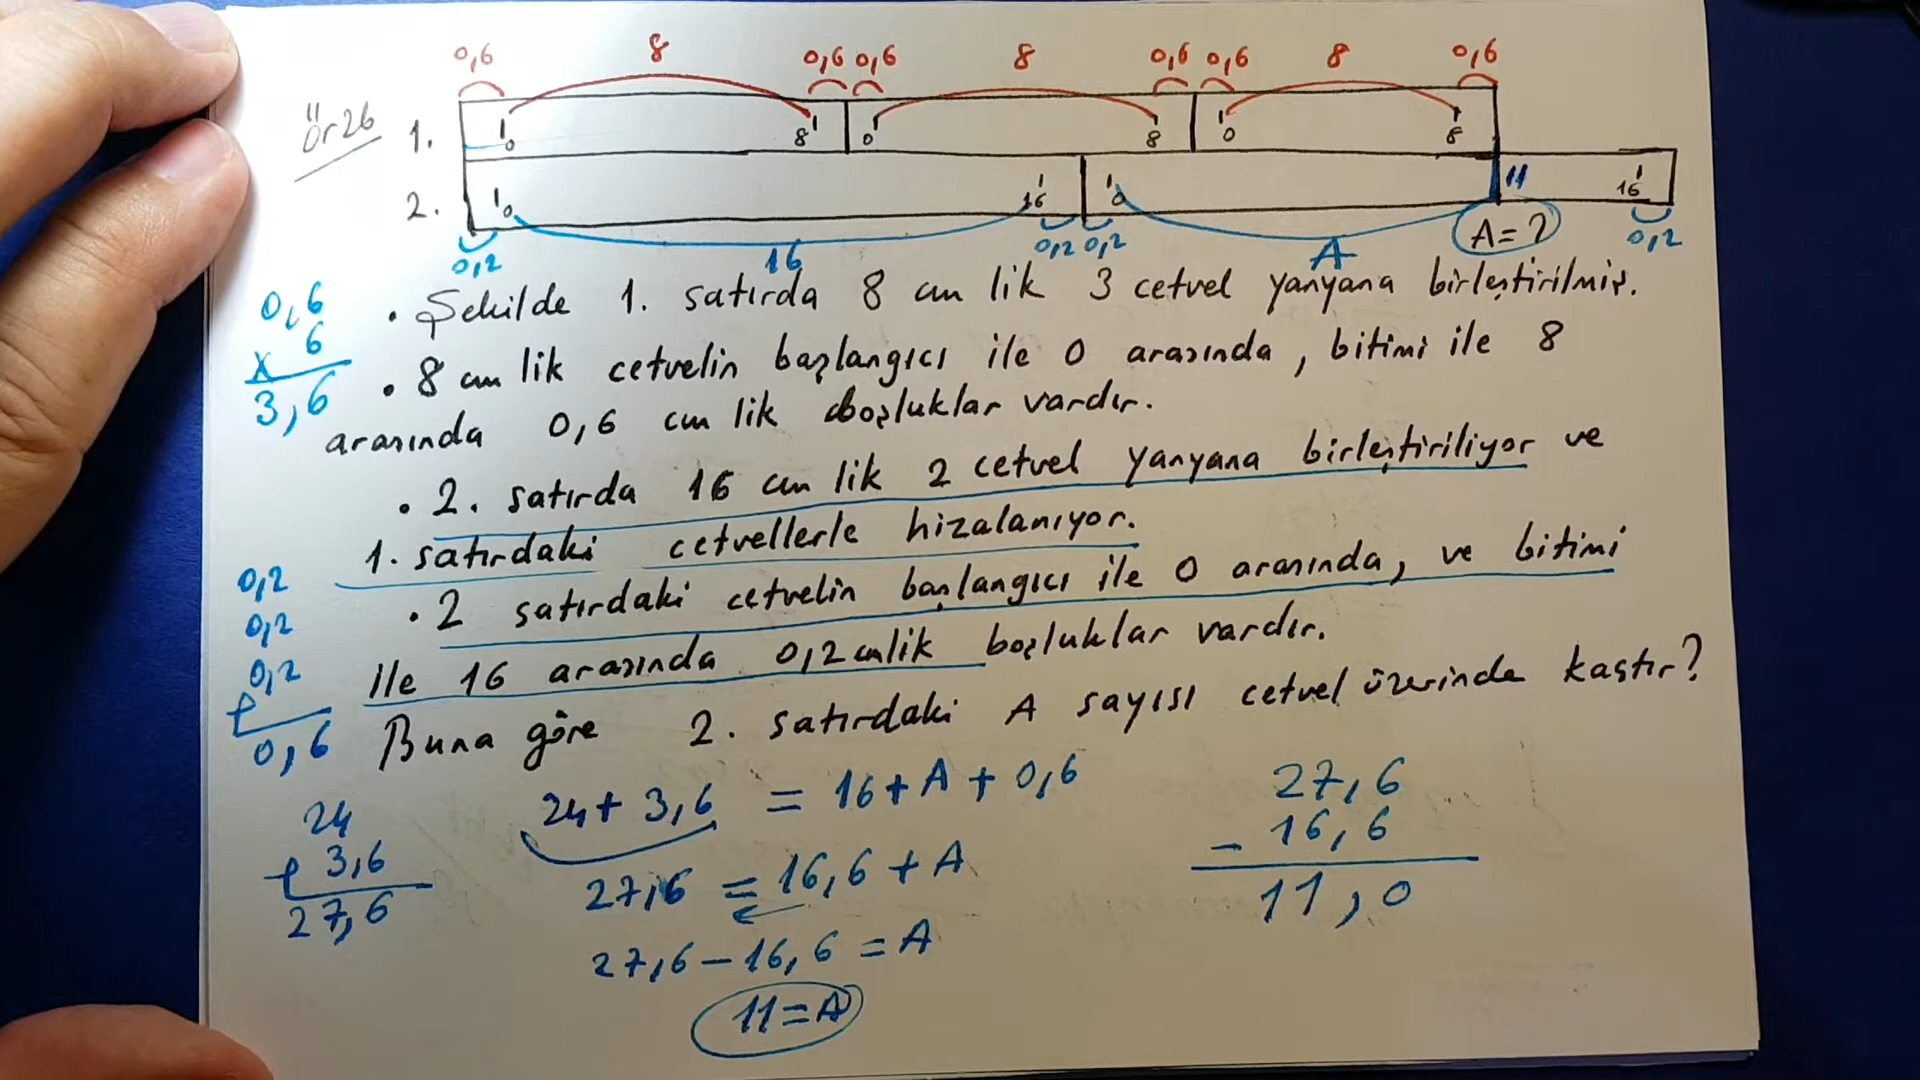 0,6 8 0,6 0,6 8 0,6 0,6 8 0,6
Ör26
1. 0 8 0 8 0 8
2. 0 16 0 11 16
0,2 16 0,2 0,2 A A=? 0,2
• Şekilde 1. satırda 8 cm lik 3 cetvel yanyana birleştirilmiş.
• 8 cm lik cetvelin başlangıcı ile 0 arasında, bitimi ile 8
arasında 0,6 cm lik boşluklar vardır.
• 2. satırda 16 cm lik 2 cetvel yanyana birleştiriliyor ve
1. satırdaki cetvellerle hizalanıyor.
• 2 satırdaki cetvelin başlangıcı ile 0 arasında, ve bitimi
ile 16 arasında 0,2 cmlik boşluklar vardır.
Buna göre 2. satırdaki A sayısı cetvel üzerinde kaçtır?
0,6
x 6
3,6
0,2
0,2
0,2
+
0,6
24
+ 3,6
27,6
24 + 3,6 = 16 + A + 0,6
27,6 = 16,6 + A
27,6 - 16,6 = A
11 = A
27,6
- 16,6
11,0